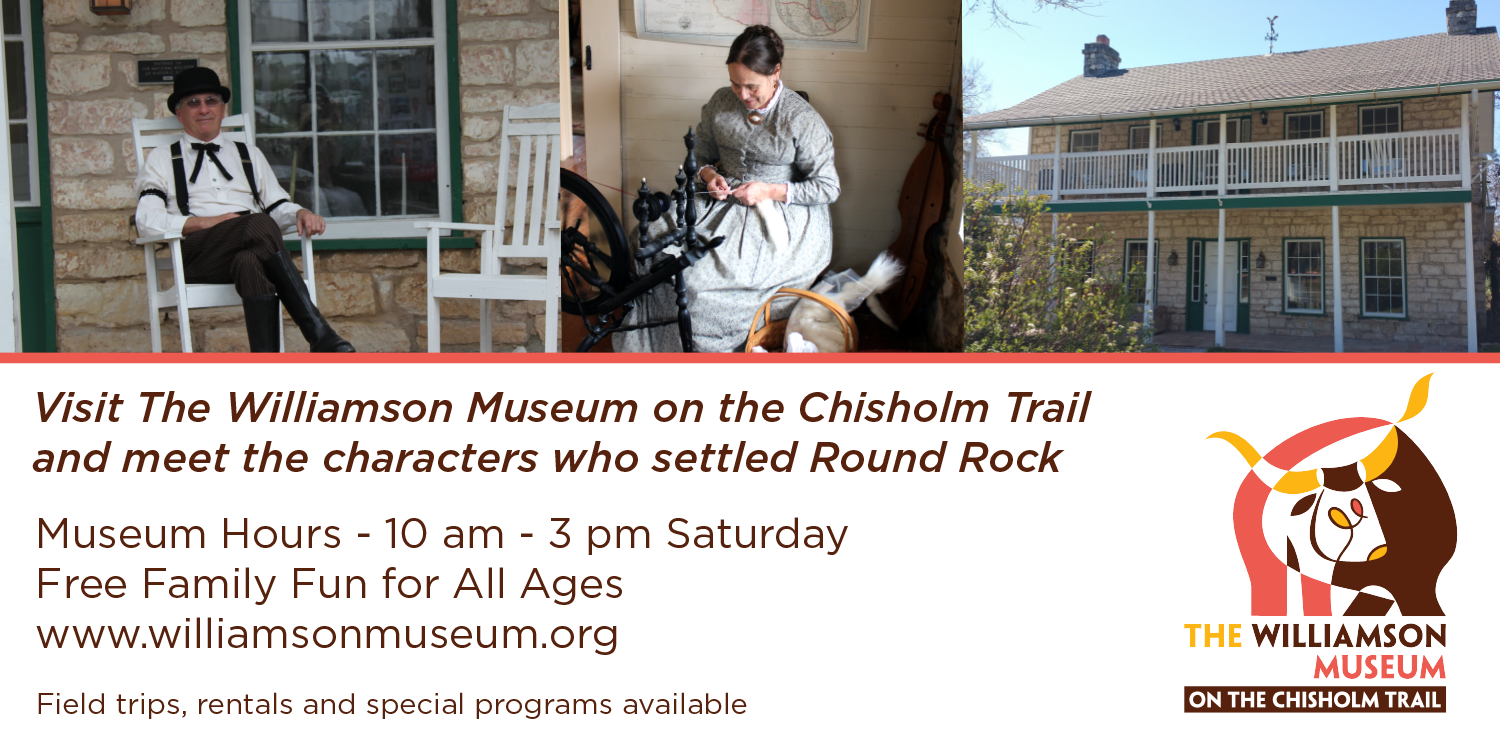 Visit The Williamson Museum on the Chisholm Trail
and meet the characters who settled Round Rock
Museum Hours - 10 am - 3 pm Saturday
Free Family Fun for All Ages
www.williamsonmuseum.org
Field trips, rentals and special programs available
THE WILLIAMSON
MUSEUM
ON THE CHISHOLM TRAIL